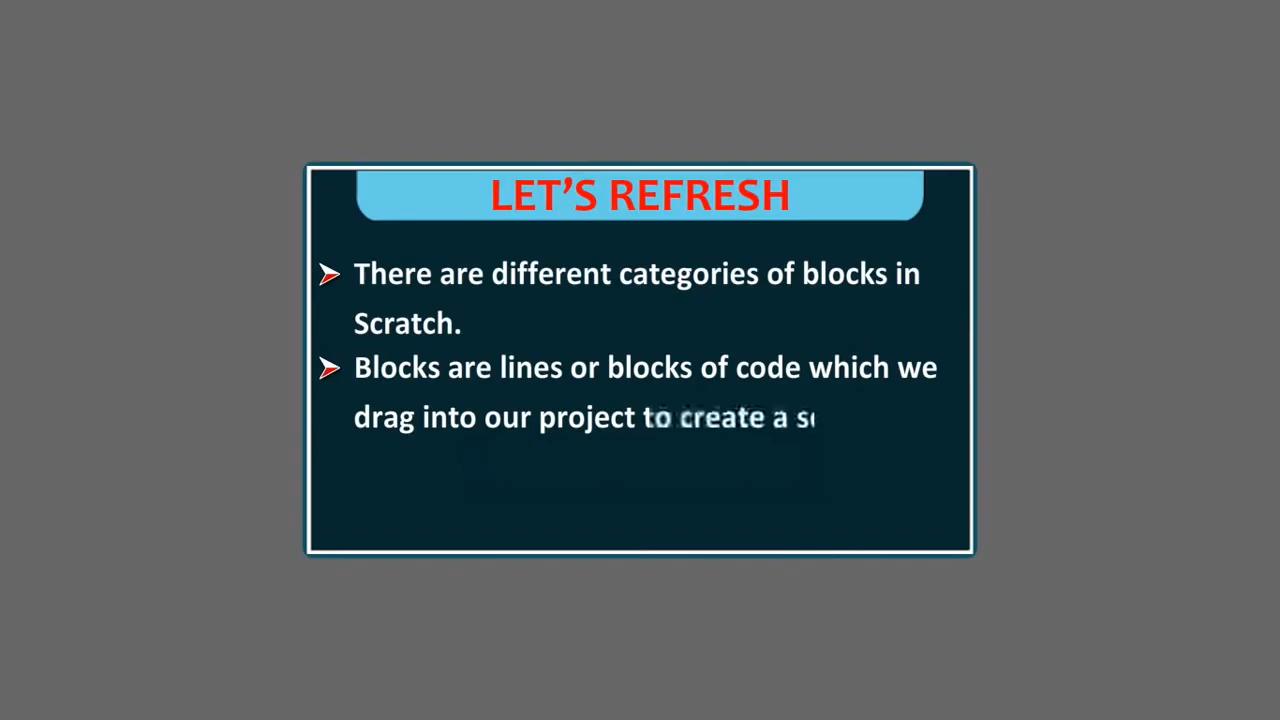 LET’S REFRESH
There are different categories of blocks in
Scratch.
Blocks are lines or blocks of code which we
drag into our project to create a